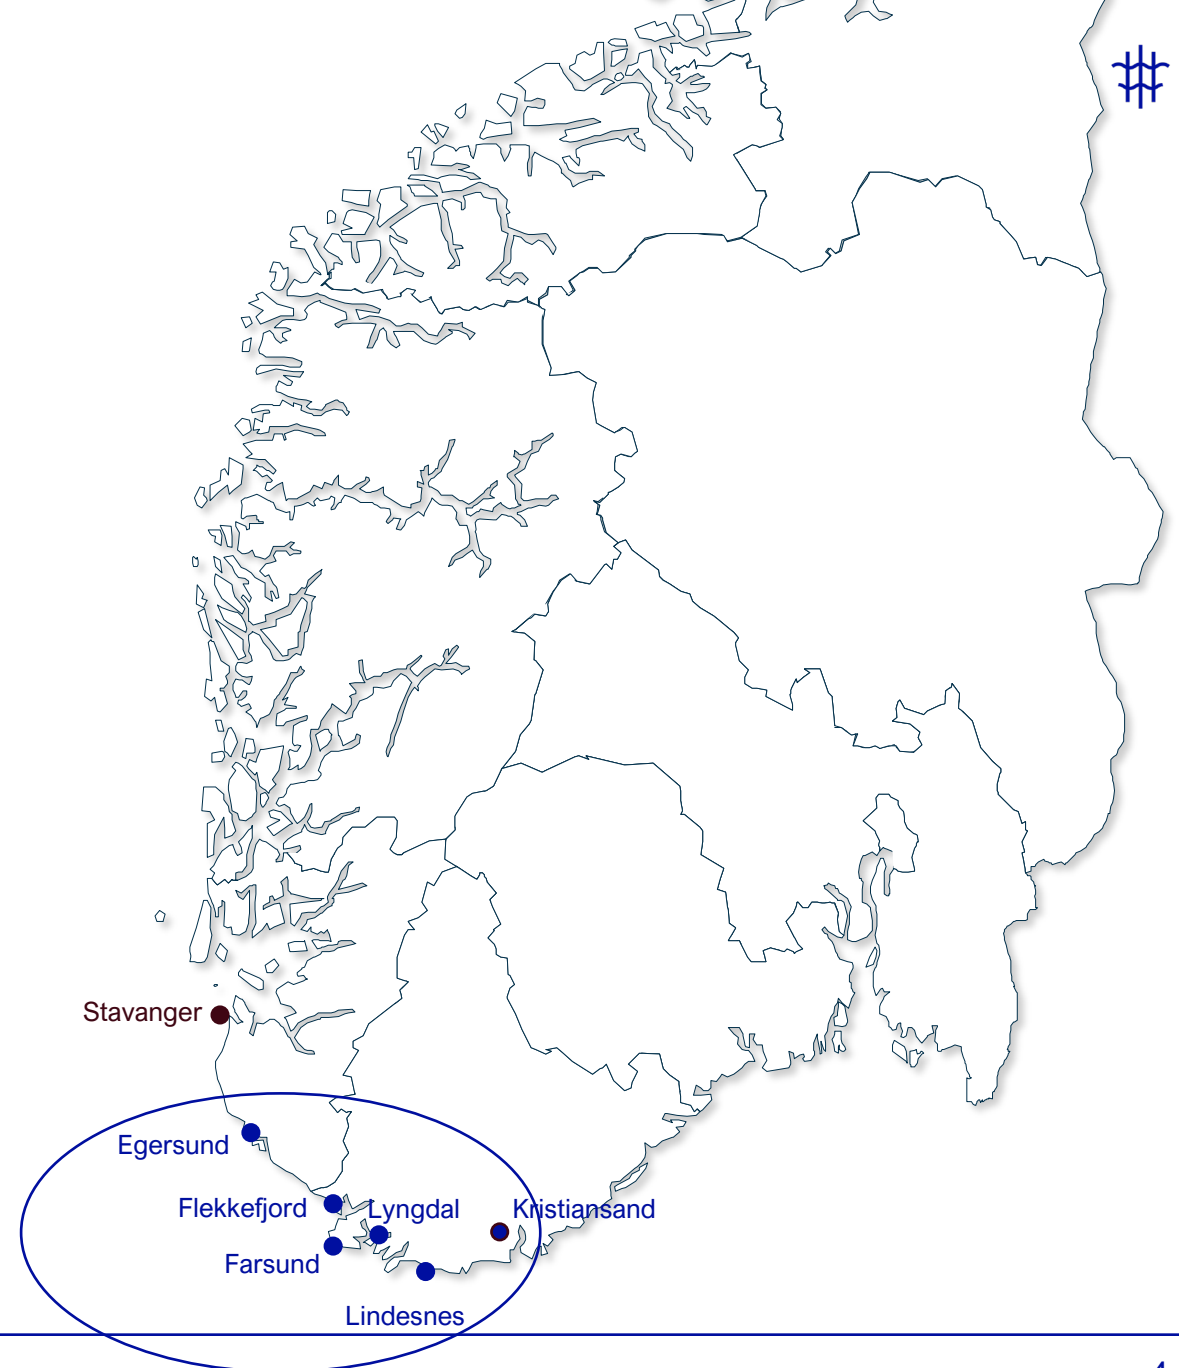 Stavanger
Egersund
Flekkefjord
Lyngdal
Kristiansand
Farsund
Lindesnes